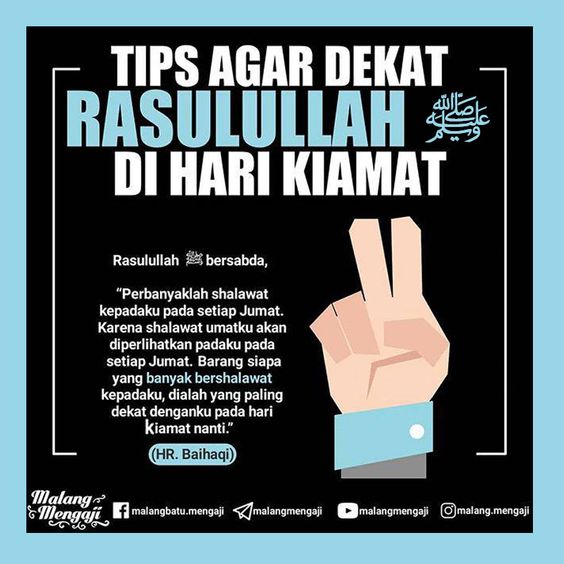 TIPS AGAR DEKAT
RASULULLAH صلى الله عليه وسلم
DI HARI KIAMAT
Rasulullah ﷺ bersabda,
“Perbanyaklah shalawat
kepadaku pada setiap Jumat.
Karena shalawat umatku akan
diperlihatkan padaku pada
setiap Jumat. Barang siapa
yang banyak bershalawat
kepadaku, dialah yang paling
dekat denganku pada hari
kiamat nanti.”
(HR. Baihaqi)
Malang
Mengaji
malangbatu.mengaji malangmengaji malangmengaji malang.mengaji